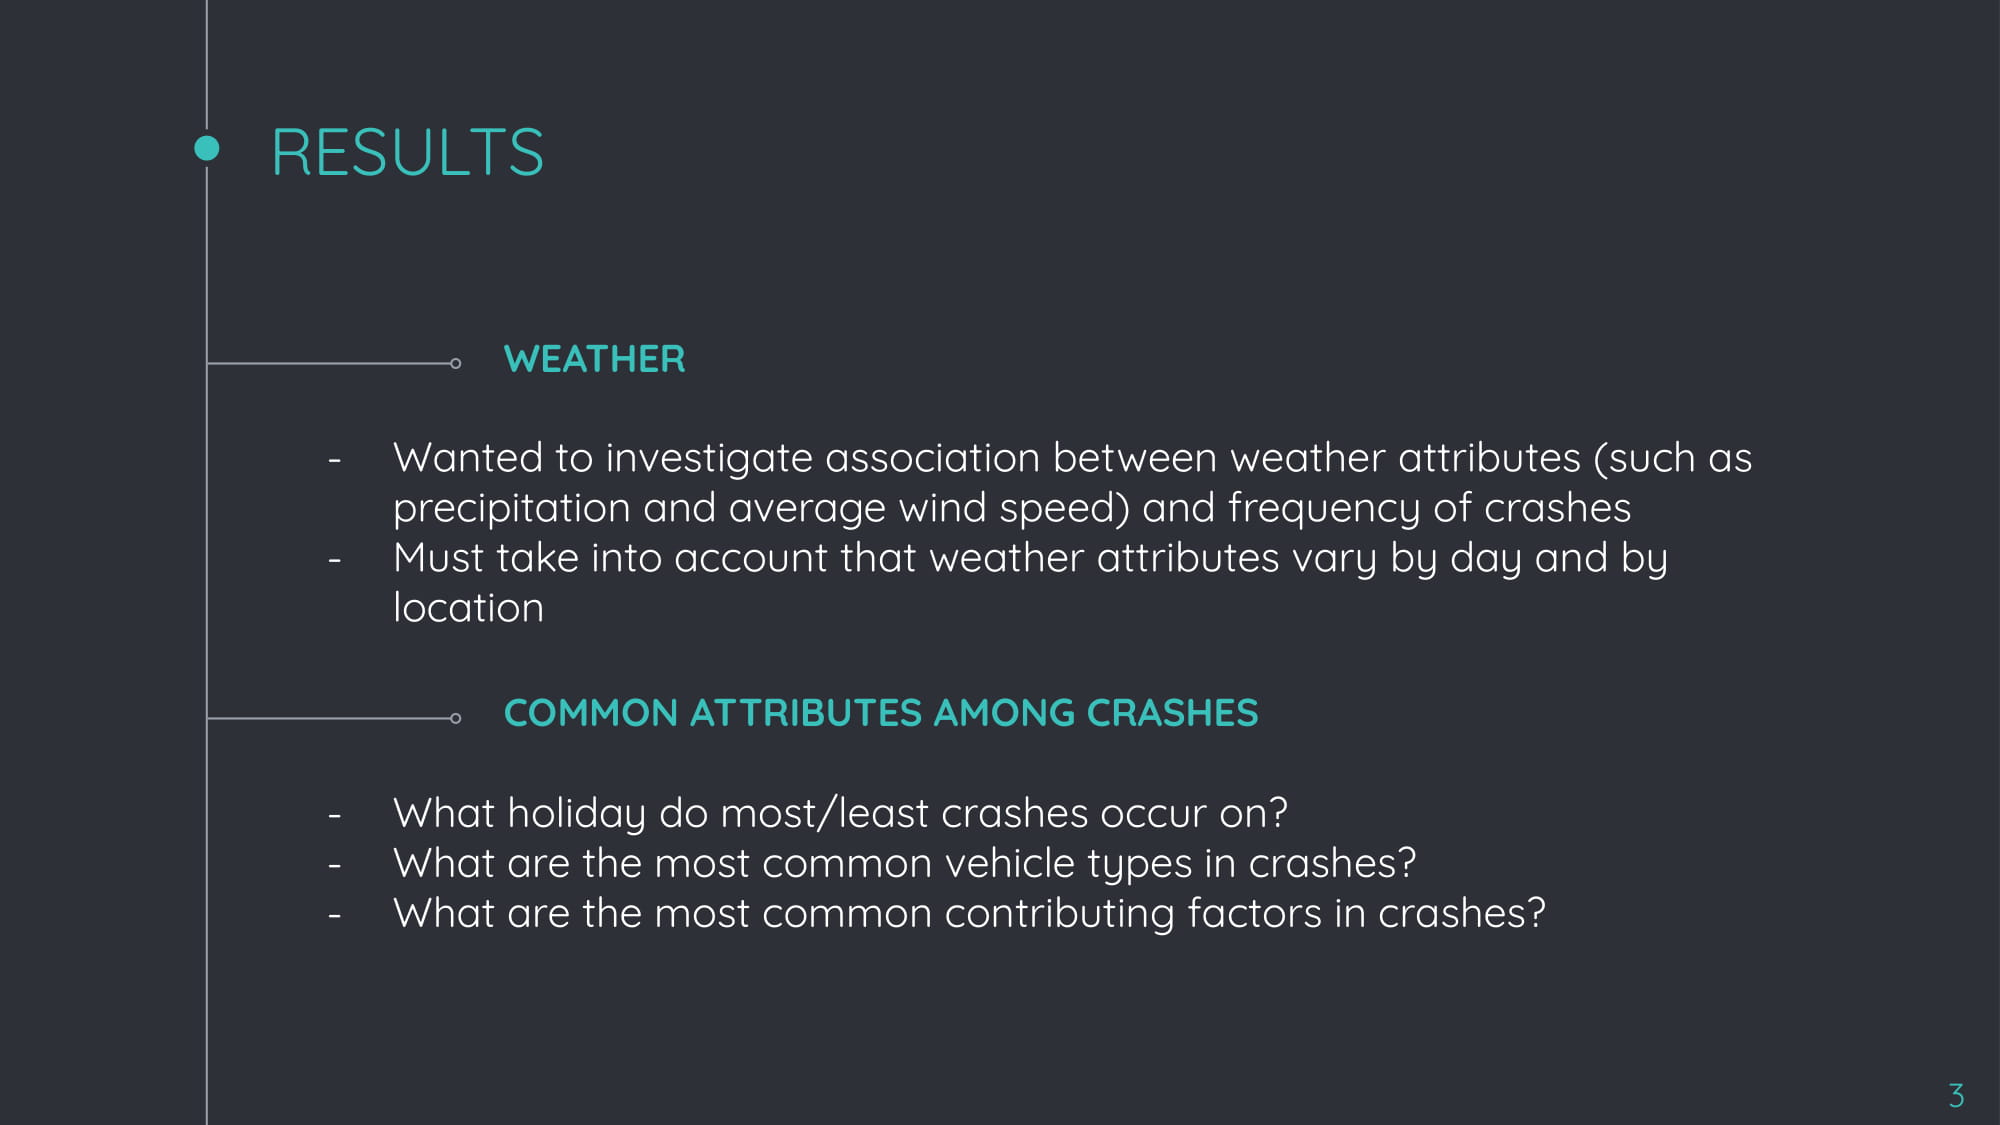 RESULTS
WEATHER
- Wanted to investigate association between weather attributes (such as
precipitation and average wind speed) and frequency of crashes
- Must take into account that weather attributes vary by day and by
location
COMMON ATTRIBUTES AMONG CRASHES
- What holiday do most/least crashes occur on?
- What are the most common vehicle types in crashes?
- What are the most common contributing factors in crashes?
3